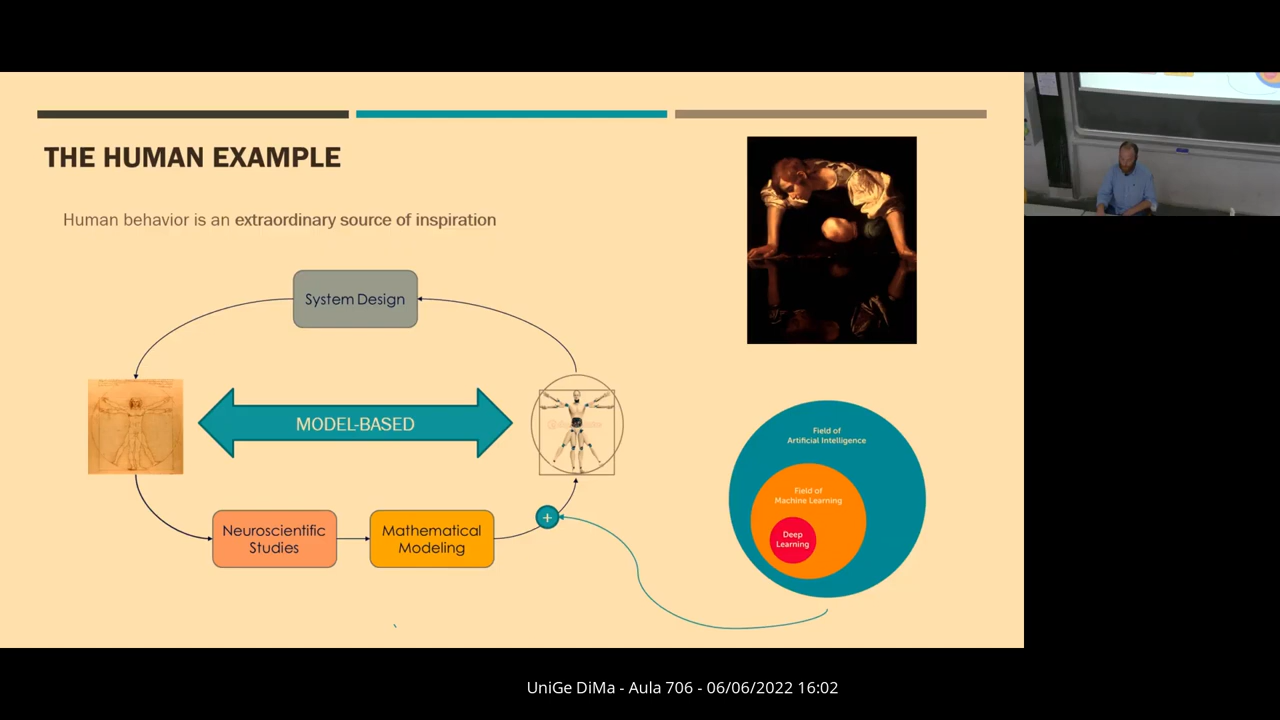 THE HUMAN EXAMPLE
Human behavior is an extraordinary source of inspiration
System Design
MODEL-BASED
Neuroscientific
Studies
Mathematical
Modeling
+
Field of
Artificial Intelligence
Field of
Machine Learning
Deep
Learning
UniGe DiMa - Aula 706 - 06/06/2022 16:02